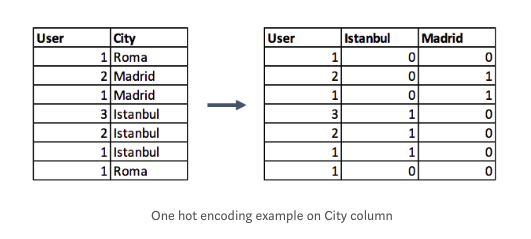 User City User Istanbul Madrid
1 Roma 1 0 0
2 Madrid 2 0 1
1 Madrid 1 0 1
3 Istanbul 3 1 0
2 Istanbul 2 1 0
1 Istanbul 1 1 0
1 Roma 1 0 0
One hot encoding example on City column